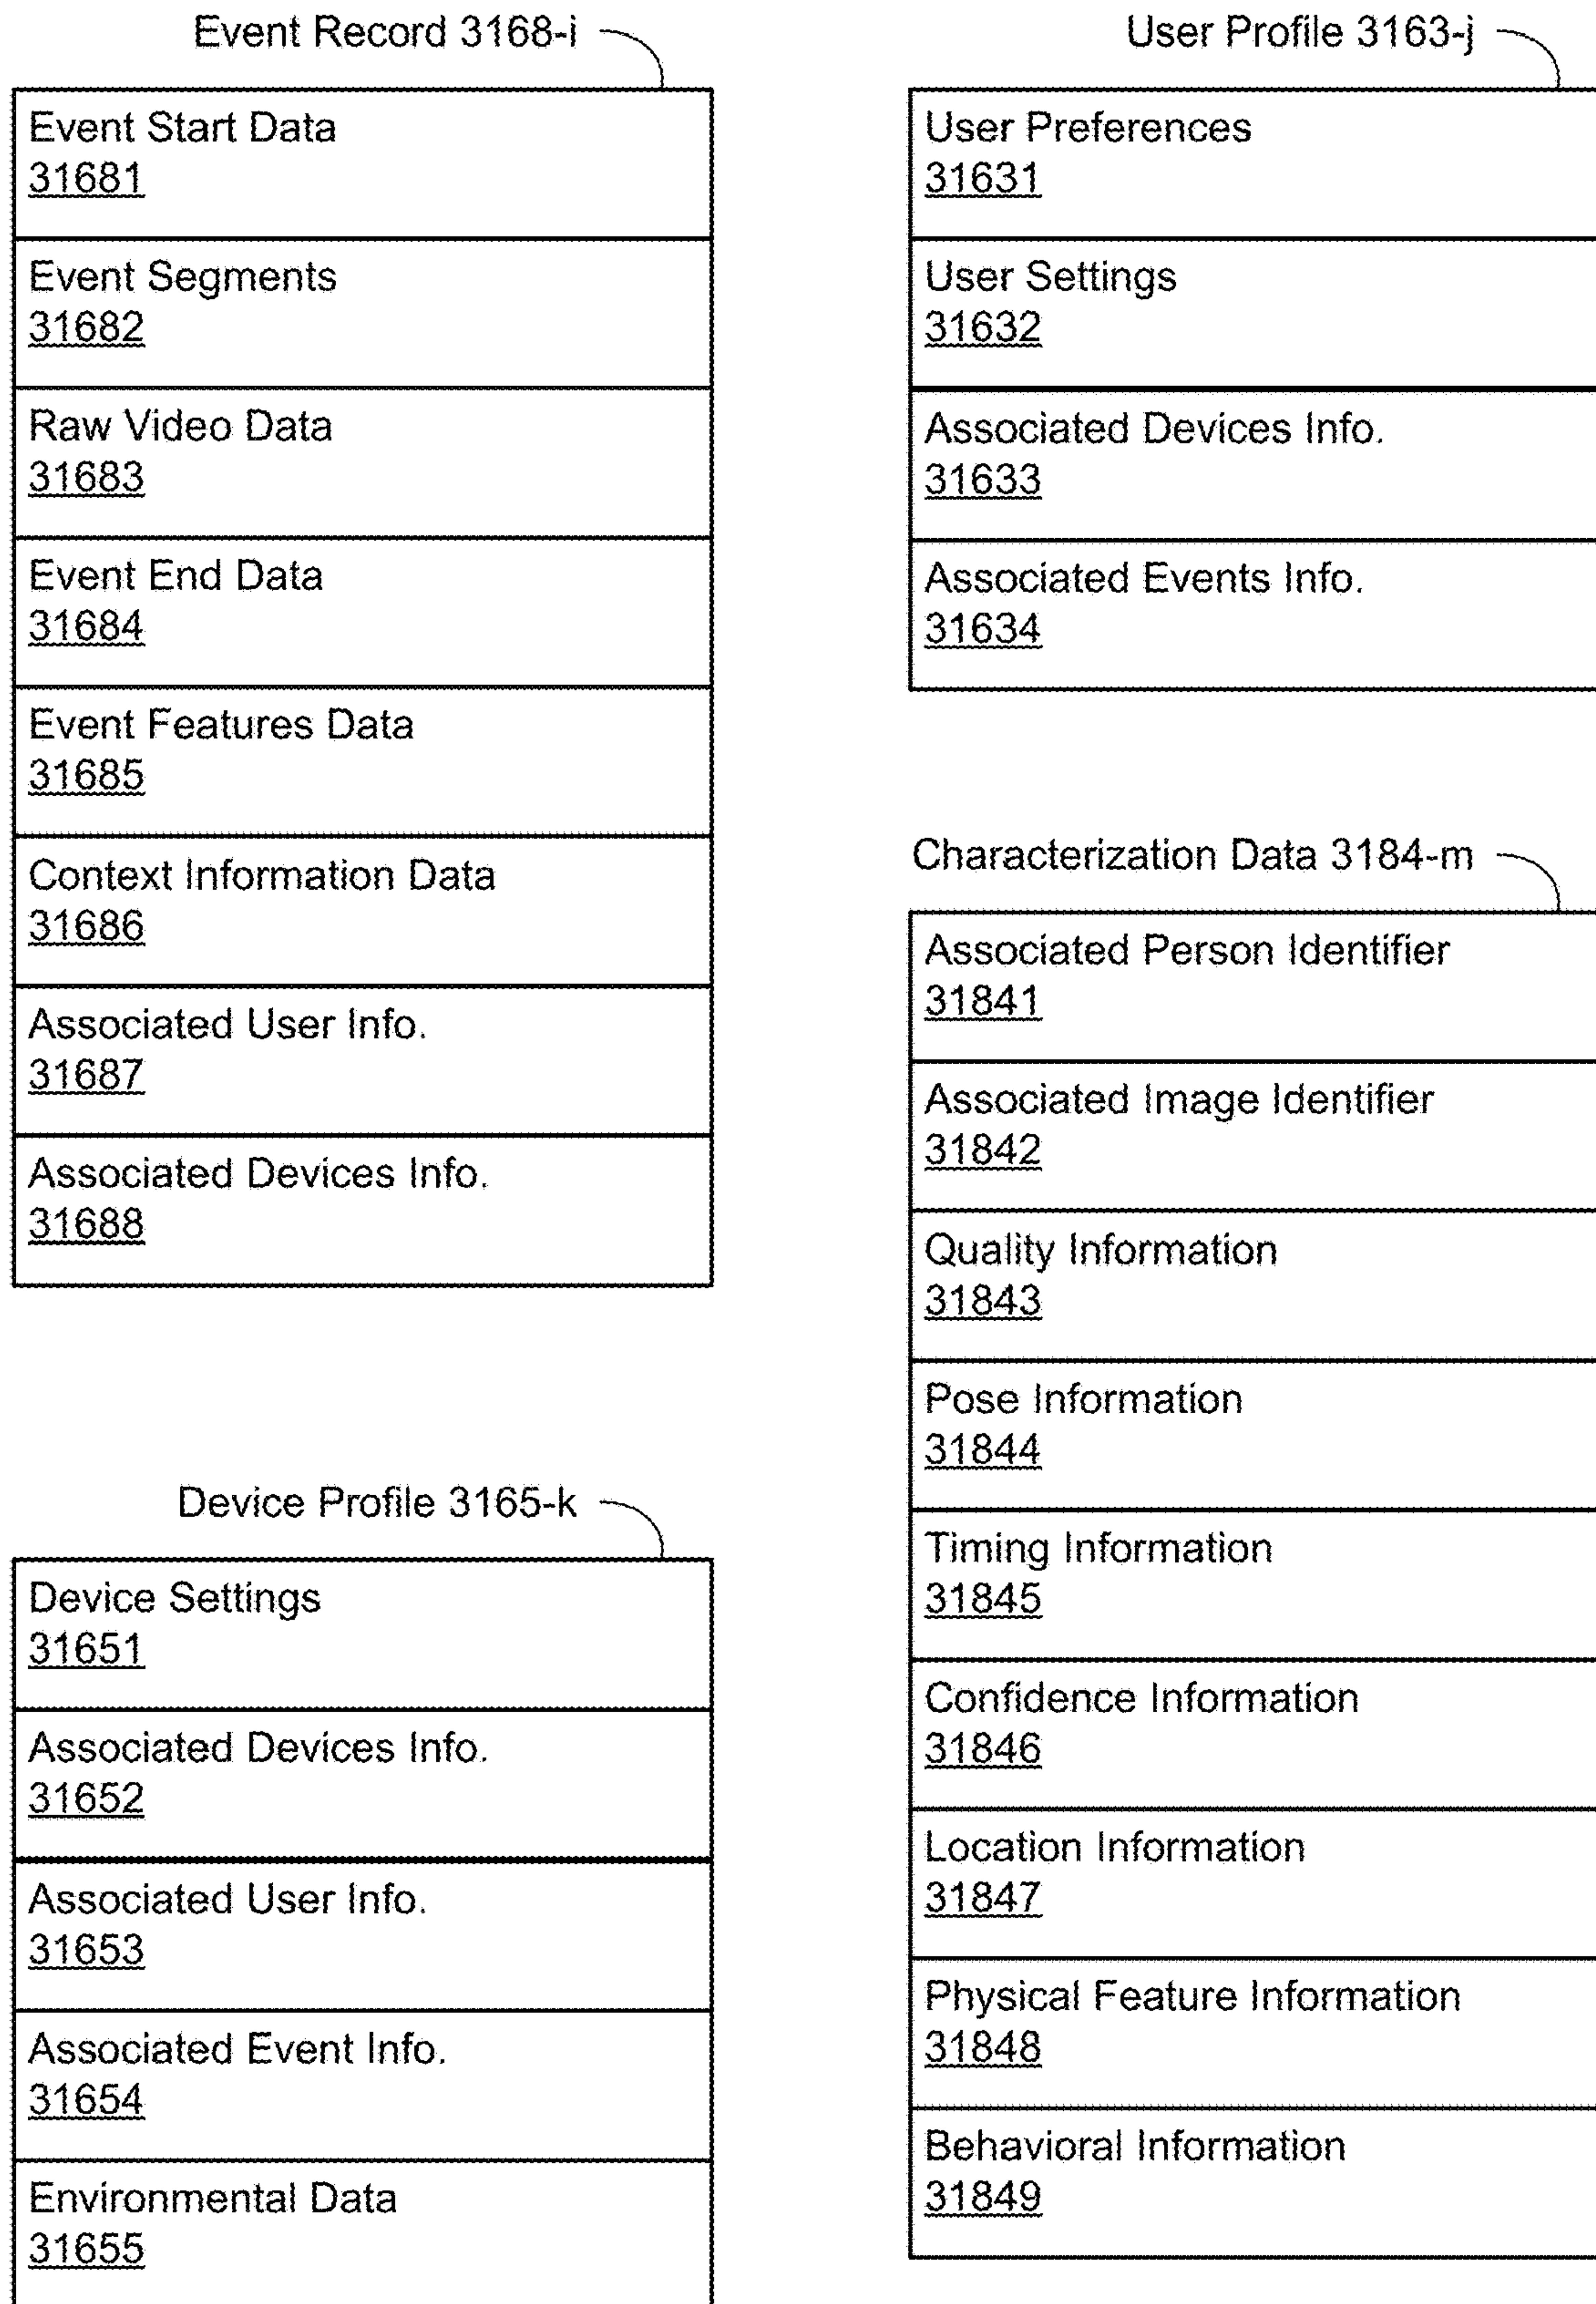 Event Record 3168-i
Event Start Data
31681
Event Segments
31682
Raw Video Data
31683
Event End Data
31684
Event Features Data
31685
Context Information Data
31686
Associated User Info.
31687
Associated Devices Info.
31688
Device Profile 3165-k
Device Settings
31651
Associated Devices Info.
31652
Associated User Info.
31653
Associated Event Info.
31654
Environmental Data
31655
User Profile 3163-j
User Preferences
31631
User Settings
31632
Associated Devices Info.
31633
Associated Events Info.
31634
Characterization Data 3184-m
Associated Person Identifier
31841
Associated Image Identifier
31842
Quality Information
31843
Pose Information
31844
Timing Information
31845
Confidence Information
31846
Location Information
31847
Physical Feature Information
31848
Behavioral Information
31849